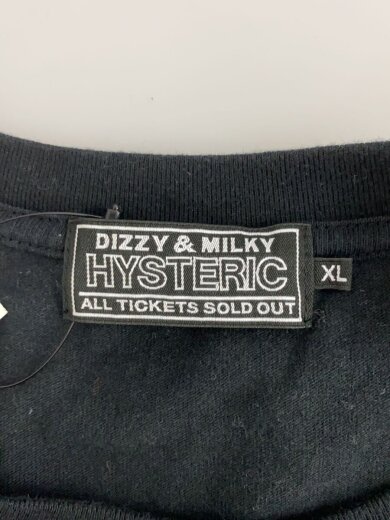 DIZZY & MILKY
HYSTERIC
ALL TICKETS SOLD OUT
XL